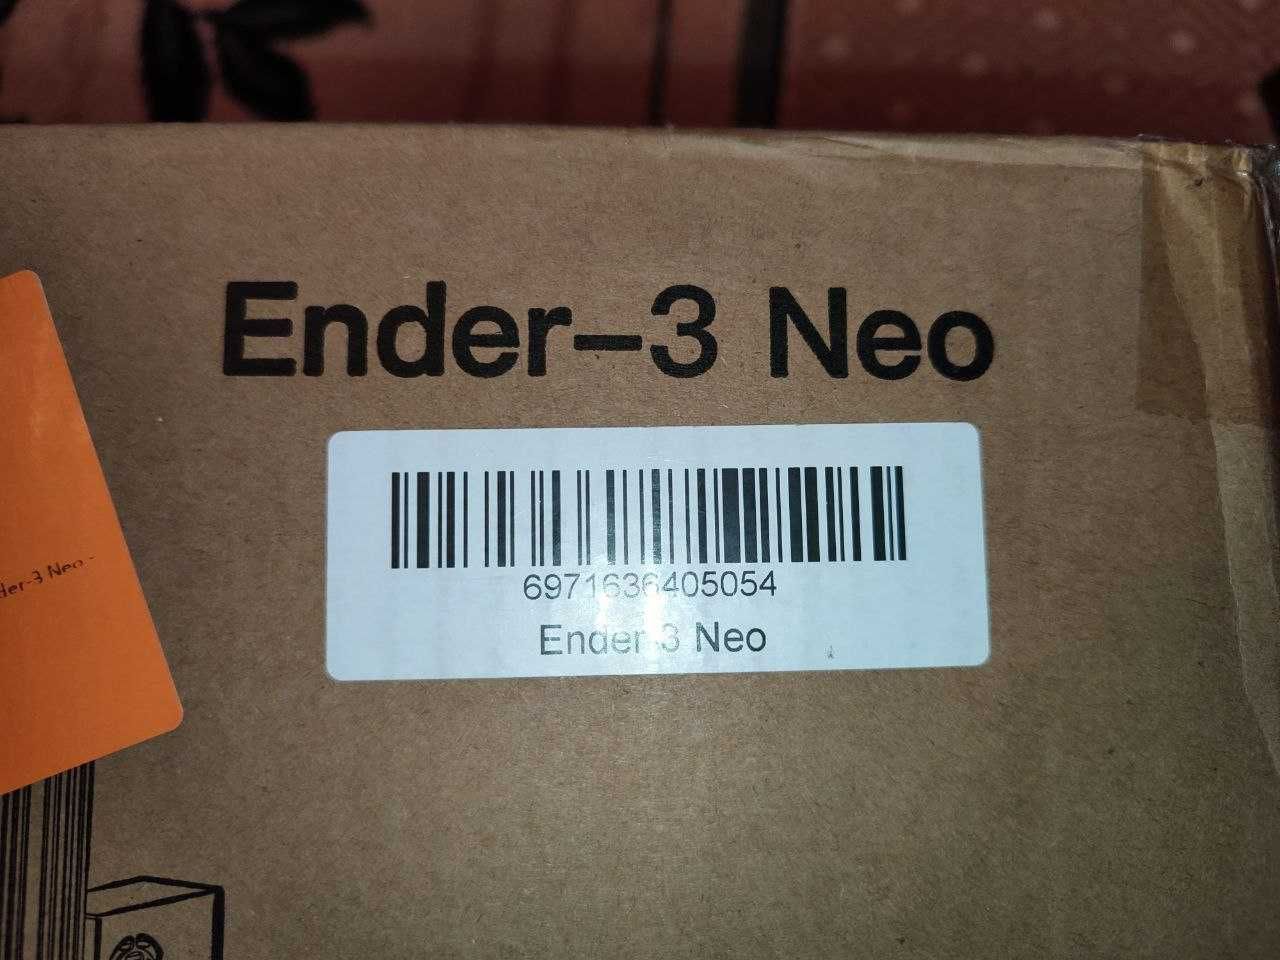 Ender-3 Neo
6971636405054
Ender-3 Neo
der-3 Neo -